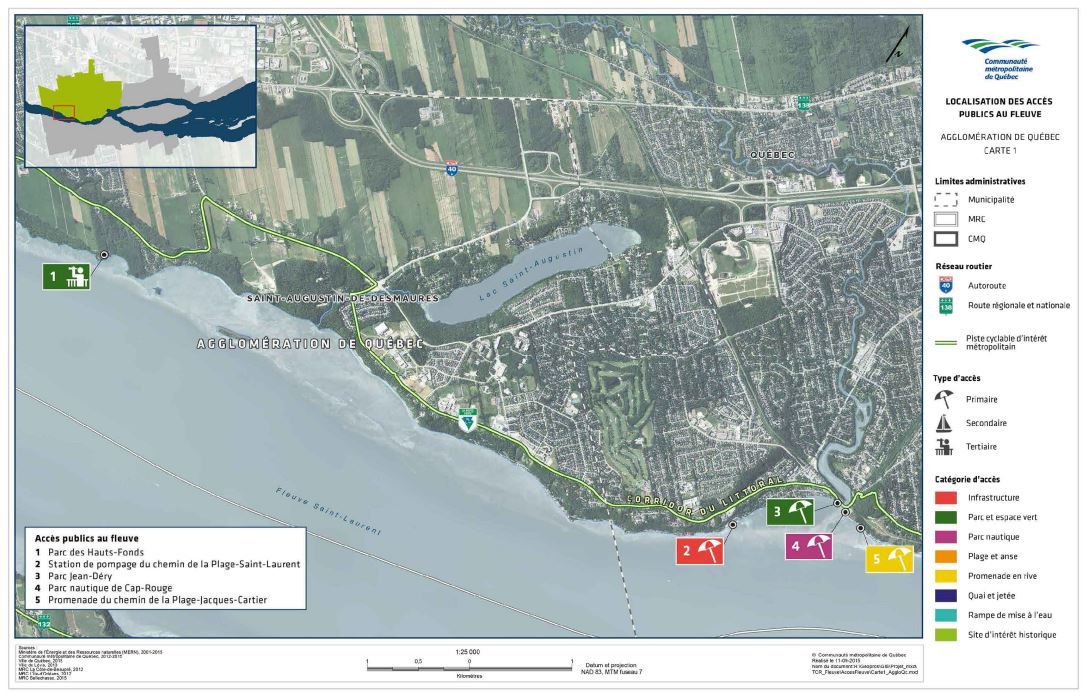 138
138
40
QUÉBEC
Lac Saint-Augustin
SAINT-AUGUSTIN-DE-DESMAURES
AGGLOMÉRATION DE QUÉBEC
1
Fleuve Saint-Laurent
CORRIDOR DU LITTORAL
2
3
4
5
132
Accès publics au fleuve
1 Parc des Hauts-Fonds
2 Station de pompage du chemin de la Plage-Saint-Laurent
3 Parc Jean-Déry
4 Parc nautique de Cap-Rouge
5 Promenade du chemin de la Plage-Jacques-Cartier
Communauté
métropolitaine
de Québec
LOCALISATION DES ACCÈS
PUBLICS AU FLEUVE
AGGLOMÉRATION DE QUÉBEC
CARTE 1
Limites administratives
Municipalité
MRC
CMQ
Réseau routier
40 Autoroute
138 Route régionale et nationale
Piste cyclable d'intérêt
métropolitain
Type d'accès
Primaire
Secondaire
Tertiaire
Catégorie d'accès
Infrastructure
Parc et espace vert
Parc nautique
Plage et anse
Promenade en rive
Quai et jetée
Rampe de mise à l'eau
Site d'intérêt historique
Sources :
Ministère de l'Énergie et des Ressources naturelles (MERN), 2001-2015
Communauté métropolitaine de Québec, 2012-2015
Ville de Québec, 2015
Ville de Lévis, 2010
MRC La Côte-de-Beaupré, 2012
MRC L'Île-d'Orléans, 2012
MRC Bellechasse, 2015
1:25 000
1 0,5 0 1
Kilomètres
Datum et projection
NAD 83, MTM fuseau 7
© Communauté métropolitaine de Québec
Réalisé le 11-09-2015